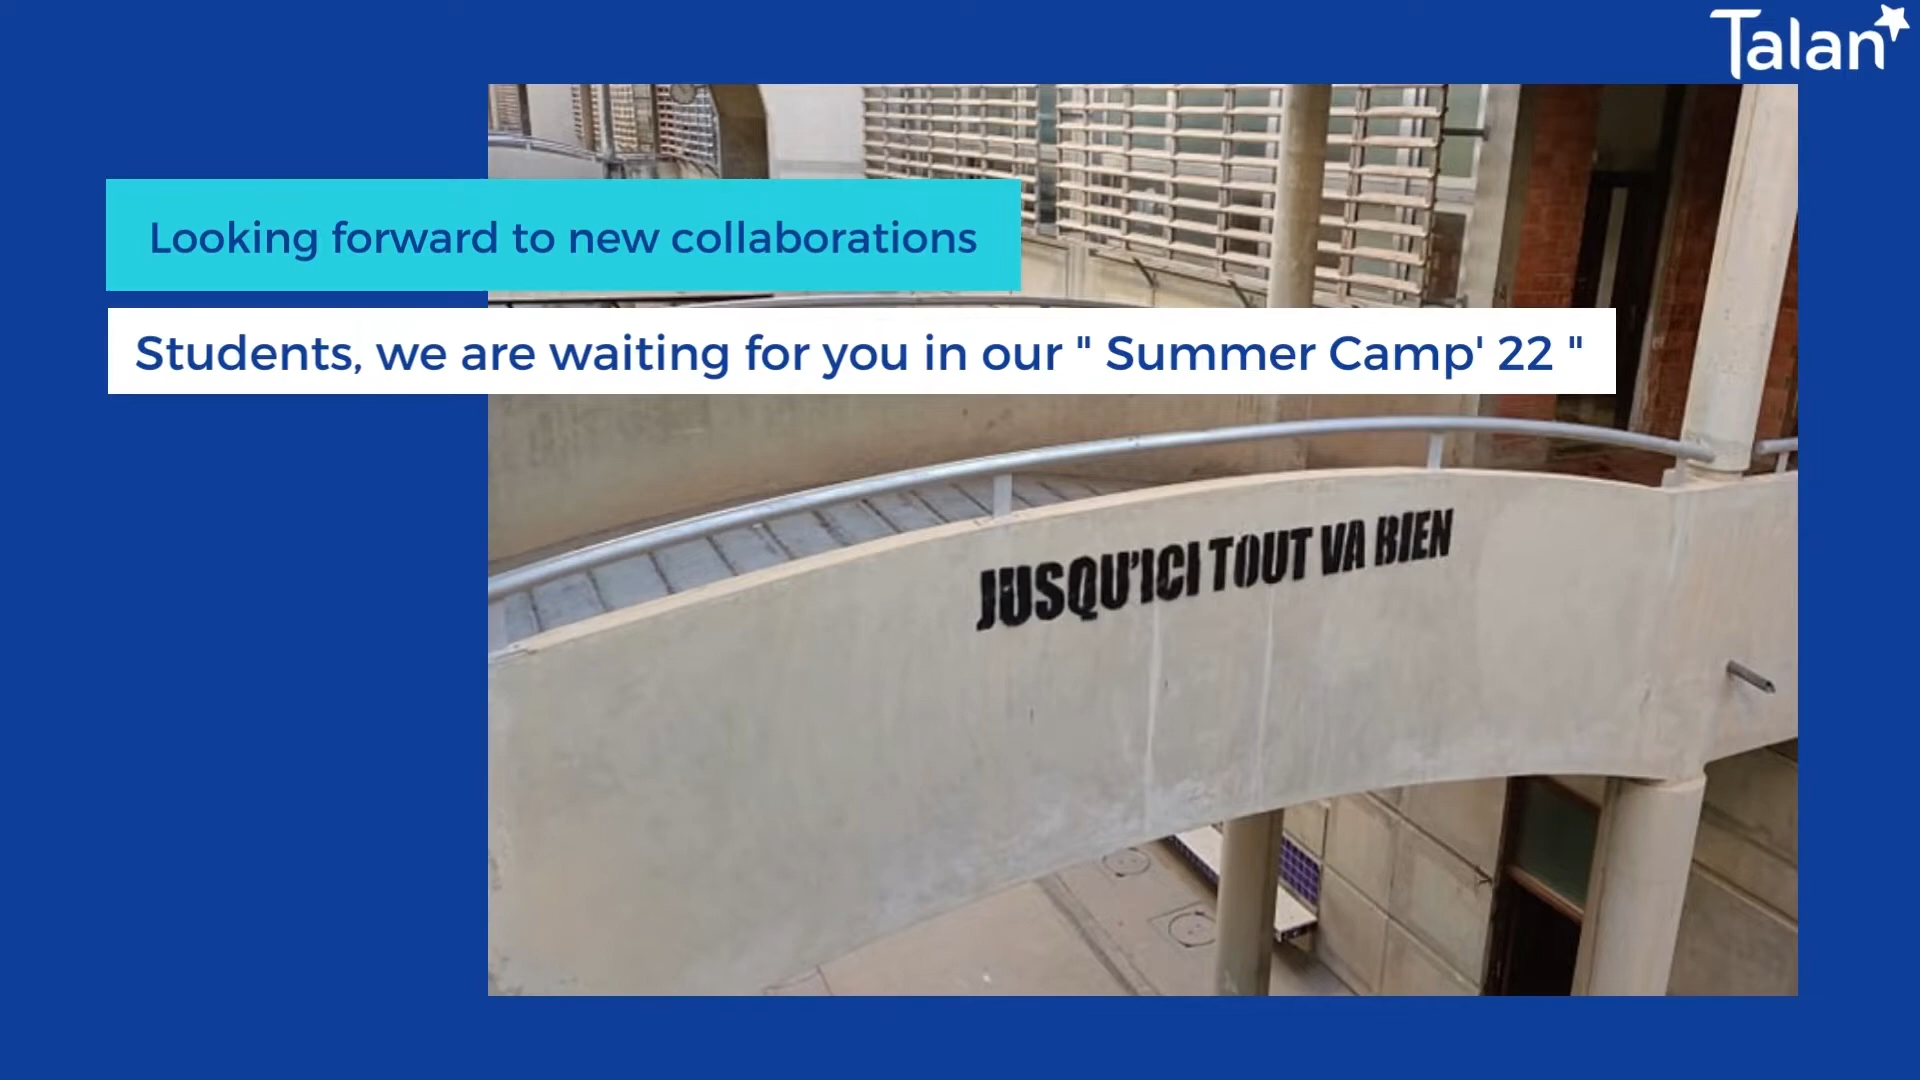 Talan
Looking forward to new collaborations
Students, we are waiting for you in our " Summer Camp' 22 "
JUSQU'ICI TOUT VA BIEN